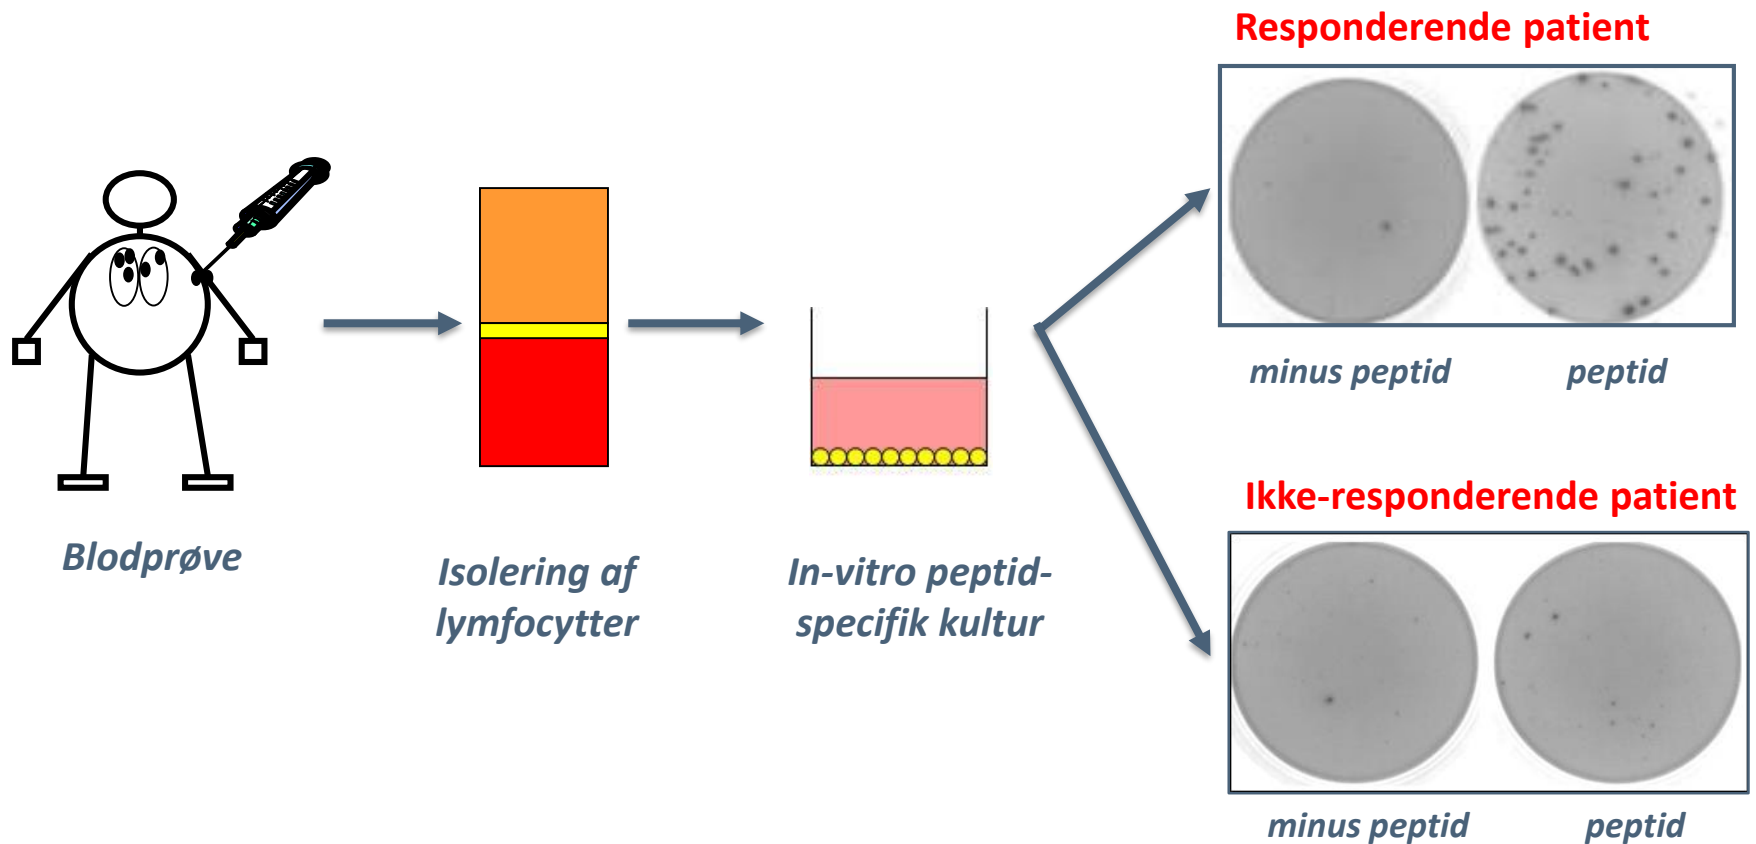 Responderende patient
minus peptid
peptid
Blodprøve
Isolering af
lymfocytter
In-vitro peptid-
specifik kultur
Ikke-responderende patient
minus peptid
peptid